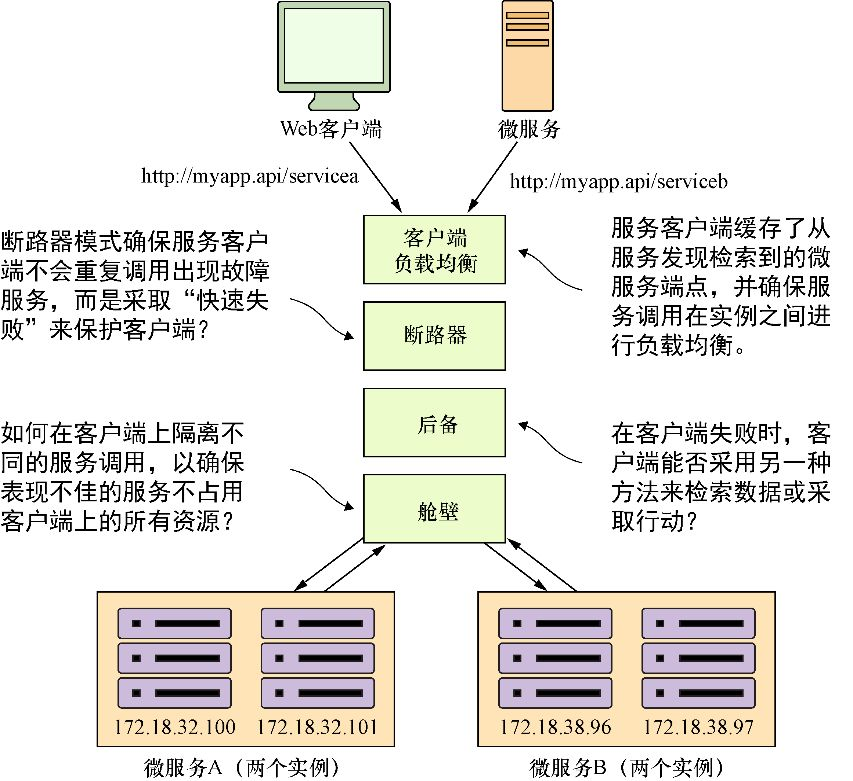 Web客户端
微服务
http://myapp.api/servicea
http://myapp.api/serviceb
客户端
负载均衡
服务客户端缓存了从
服务发现检索到的微
服务端点，并确保服
务调用在实例之间进
行负载均衡。
断路器模式确保服务客户
端不会重复调用出现故障
服务，而是采取“快速失
败”来保护客户端？
断路器
后备
如何在客户端上隔离不
同的服务调用，以确保
表现不佳的服务不占用
客户端上的所有资源？
在客户端失败时，客
户端能否采用另一种
方法来检索数据或采
取行动？
舱壁
172.18.32.100
172.18.32.101
172.18.38.96
172.18.38.97
微服务A（两个实例）
微服务B（两个实例）